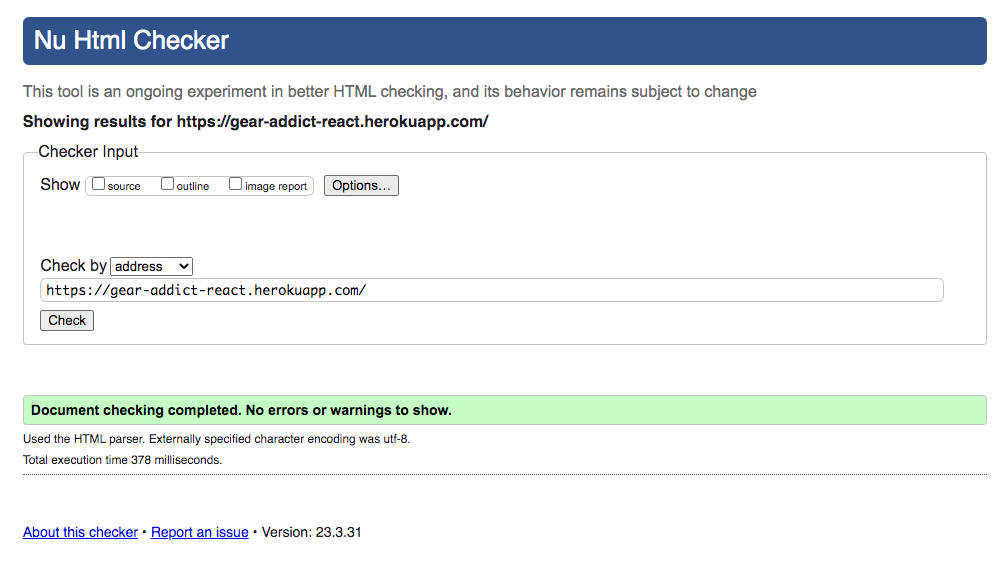 Nu Html Checker
This tool is an ongoing experiment in better HTML checking, and its behavior remains subject to change
Showing results for https://gear-addict-react.herokuapp.com/
Checker Input
Show source outline image report Options...
Check by address
https://gear-addict-react.herokuapp.com/
Check
Document checking completed. No errors or warnings to show.
Used the HTML parser. Externally specified character encoding was utf-8.
Total execution time 378 milliseconds.
About this checker • Report an issue • Version: 23.3.31